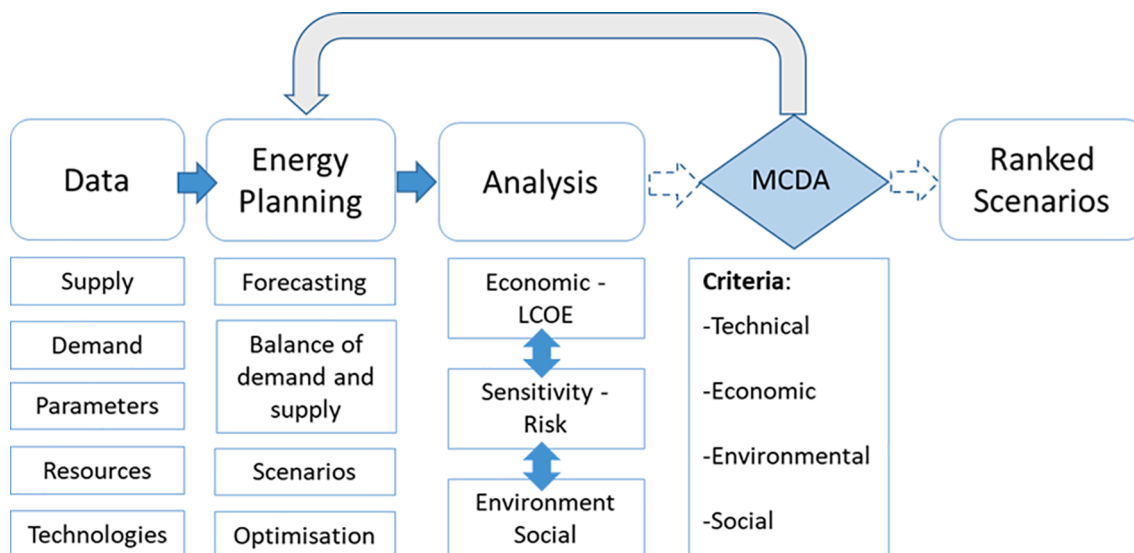 Data
Energy
Planning
Analysis
MCDA
Ranked
Scenarios
Supply
Demand
Parameters
Resources
Technologies
Forecasting
Balance of
demand and
supply
Scenarios
Optimisation
Economic -
LCOE
Sensitivity -
Risk
Environment
Social
Criteria:
-Technical
-Economic
-Environmental
-Social